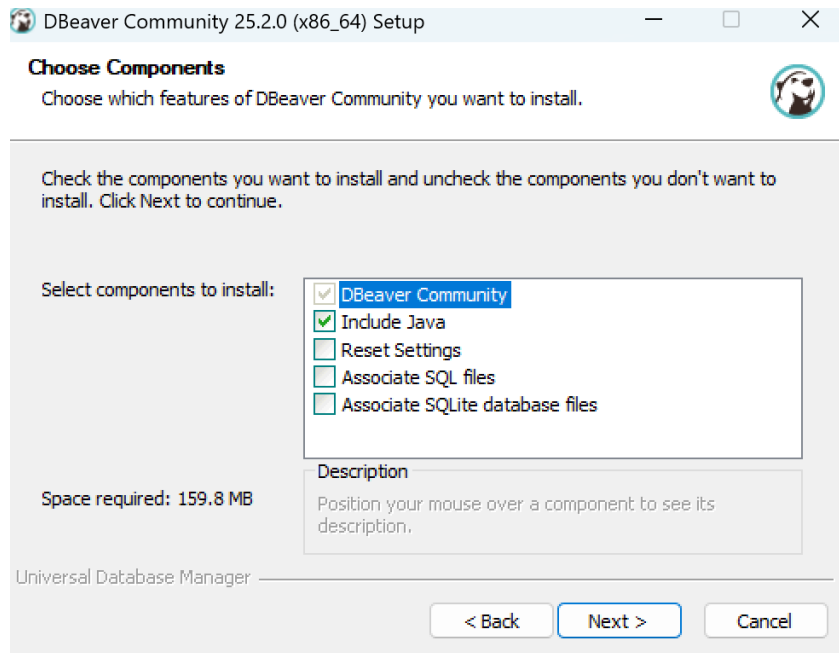 DBeaver Community 25.2.0 (x86_64) Setup
Choose Components
Choose which features of DBeaver Community you want to install.
Check the components you want to install and uncheck the components you don't want to
install. Click Next to continue.
Select components to install:
DBeaver Community
Include Java
Reset Settings
Associate SQL files
Associate SQLite database files
Space required: 159.8 MB
Description
Position your mouse over a component to see its
description.
Universal Database Manager
< Back
Next >
Cancel